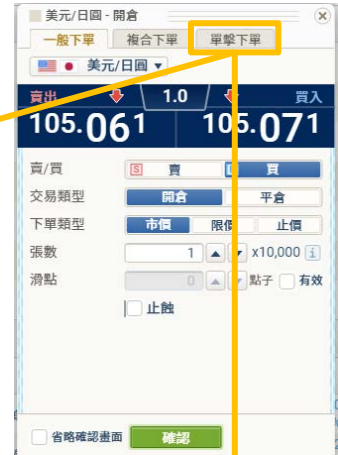 美元/日圓 - 開倉
一般下單 複合下單 單擊下單
美元/日圓
賣出 1.0 買入
105.061 105.071
賣/買 S 賣 買
交易類型 開倉 平倉
下單類型 市價 限價 止價
張數 1 x10,000 i
滑點 0 點子 有效
止蝕
省略確認畫面 確認